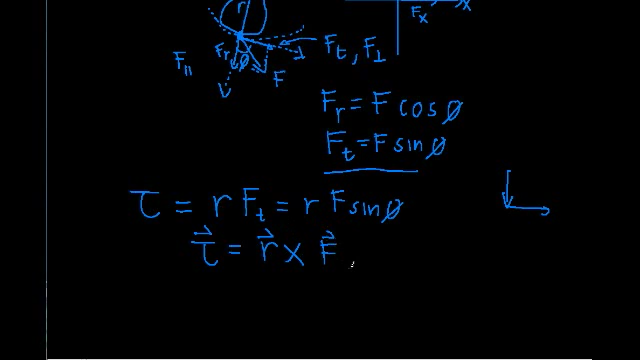 r
F_x
x
F_r ϕ
F_t, F_⊥
F_||
F
F_r = F cos ϕ
F_t = F sin ϕ
τ = r F_t = r F sin ϕ
τ⃗ = r⃗ × F⃗